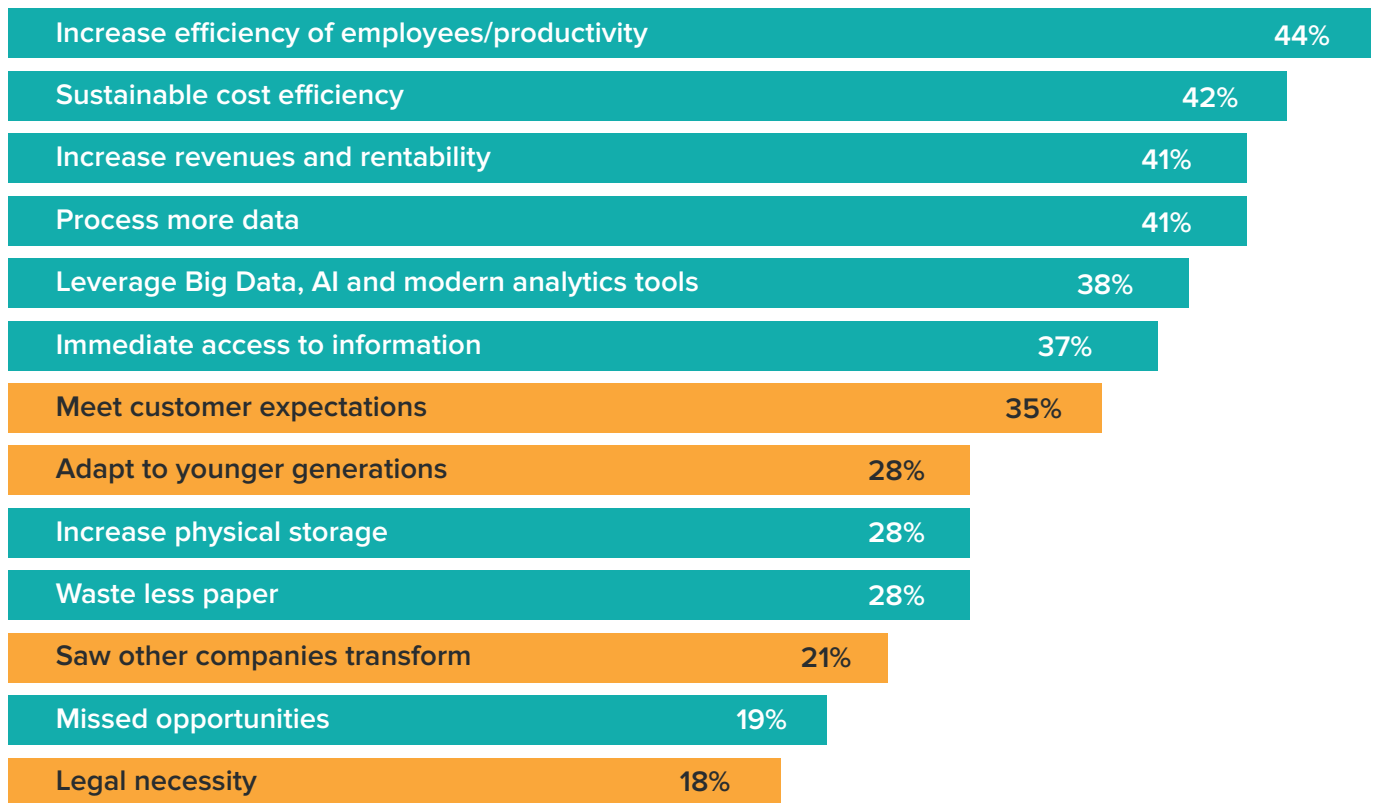 Increase efficiency of employees/productivity 44%
Sustainable cost efficiency 42%
Increase revenues and rentability 41%
Process more data 41%
Leverage Big Data, AI and modern analytics tools 38%
Immediate access to information 37%
Meet customer expectations 35%
Adapt to younger generations 28%
Increase physical storage 28%
Waste less paper 28%
Saw other companies transform 21%
Missed opportunities 19%
Legal necessity 18%